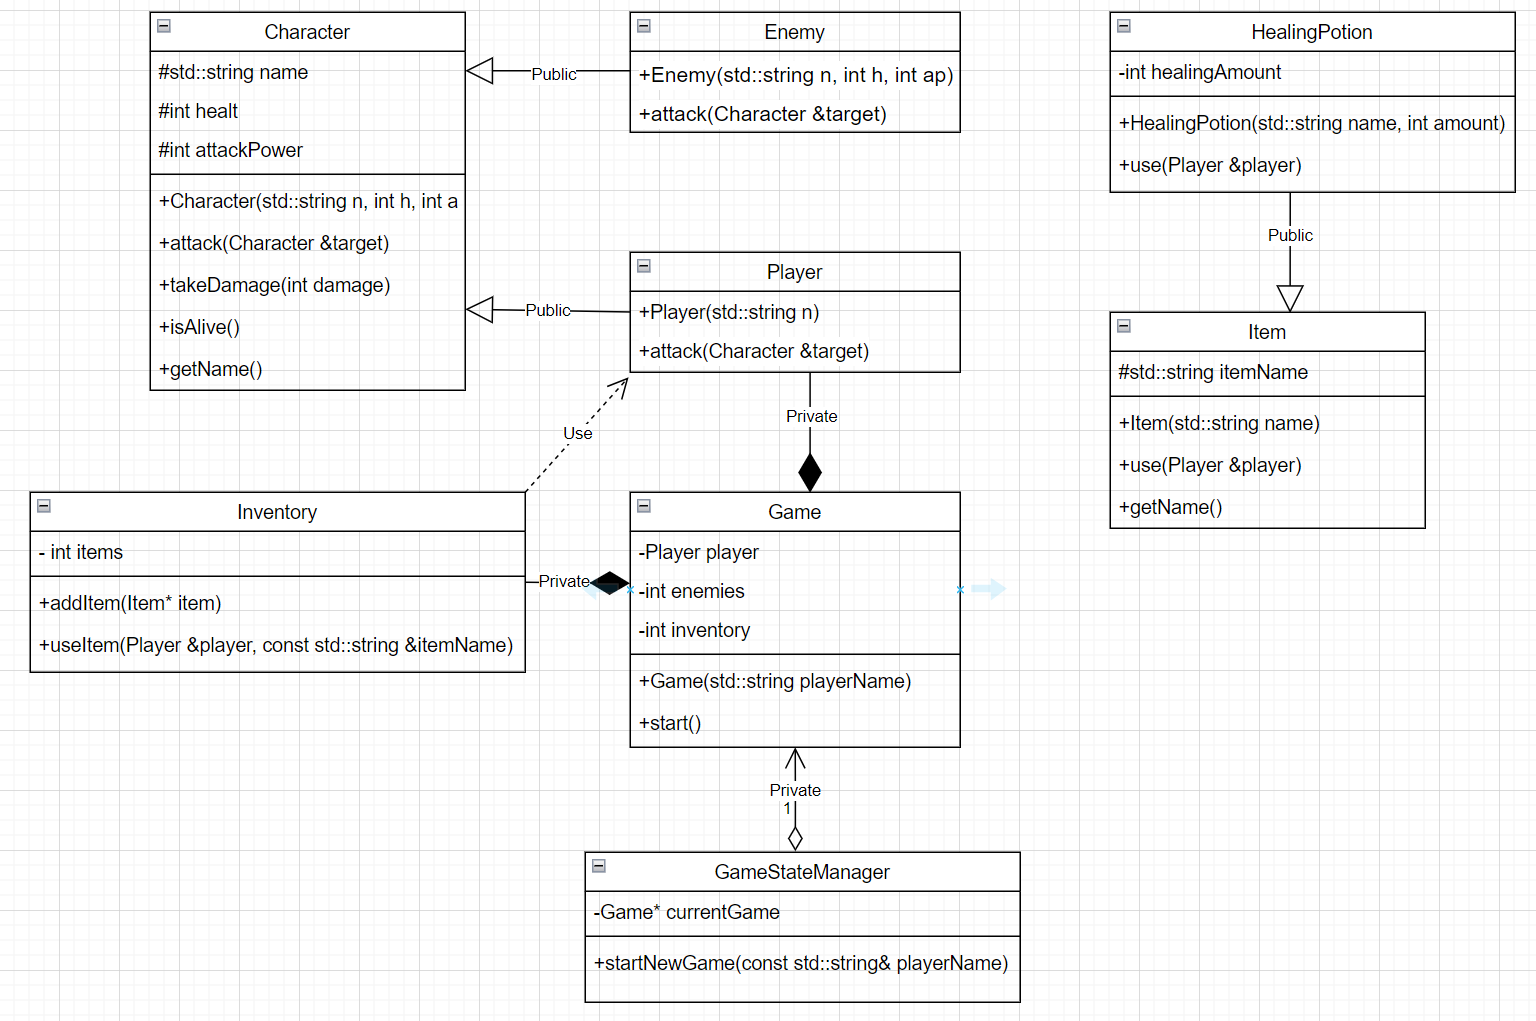 Character
#std::string name
#int healt
#int attackPower
+Character(std::string n, int h, int a
+attack(Character &target)
+takeDamage(int damage)
+isAlive()
+getName()
Public
Enemy
+Enemy(std::string n, int h, int ap)
+attack(Character &target)
HealingPotion
-int healingAmount
+HealingPotion(std::string name, int amount)
+use(Player &player)
Public
Public
Player
+Player(std::string n)
+attack(Character &target)
Item
#std::string itemName
+Item(std::string name)
+use(Player &player)
+getName()
Use
Private
Inventory
- int items
+addItem(Item* item)
+useItem(Player &player, const std::string &itemName)
Private
Game
-Player player
-int enemies
-int inventory
+Game(std::string playerName)
+start()
Private
1
GameStateManager
-Game* currentGame
+startNewGame(const std::string& playerName)